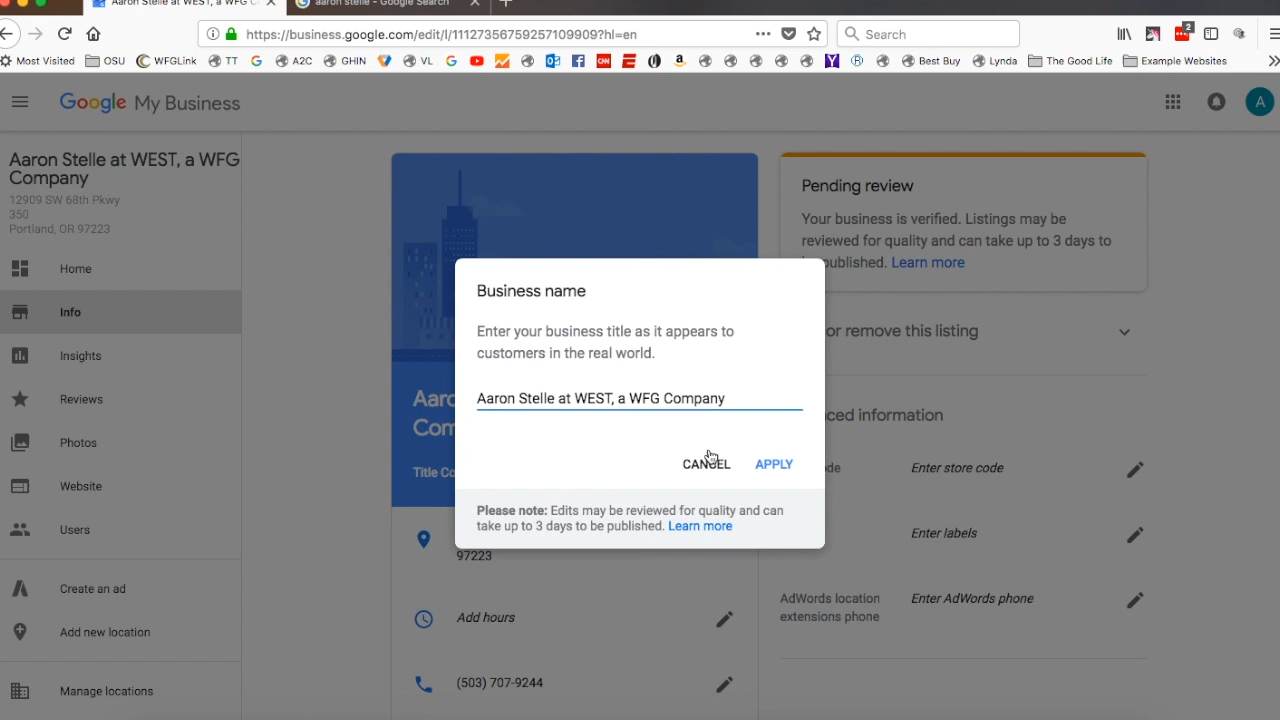 Aaron Stelle at WEST, a WFG C
aaron stelle - Google Search
https://business.google.com/edit/l/11127356759257109909?hl=en
Search
2
Most Visited
OSU
WFGLink
TT
A2C
GHIN
VL
Best Buy
Lynda
The Good Life
Example Websites
Google My Business
A
Aaron Stelle at WEST, a WFG
Company
12909 SW 68th Pkwy
350
Portland, OR 97223
Home
Info
Insights
Reviews
Photos
Website
Users
Create an ad
Add new location
Manage locations
Aaro
Com
Title Co
97223
Add hours
(503) 707-9244
Business name
Enter your business title as it appears to
customers in the real world.
Aaron Stelle at WEST, a WFG Company
CANCEL
APPLY
Please note: Edits may be reviewed for quality and can
take up to 3 days to be published. Learn more
Pending review
Your business is verified. Listings may be
reviewed for quality and can take up to 3 days to
published. Learn more
or remove this listing
ced information
ode
Enter store code
Enter labels
AdWords location
extensions phone
Enter AdWords phone